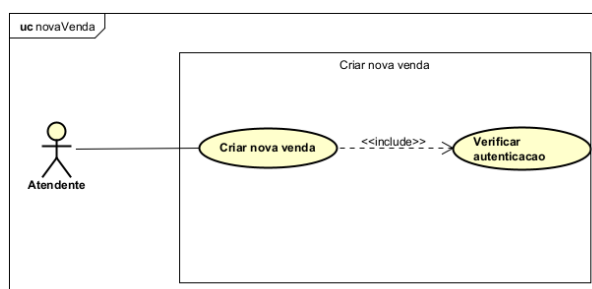 uc novaVenda
Criar nova venda
Atendente
Criar nova venda
<<include>>
Verificar
autenticacao